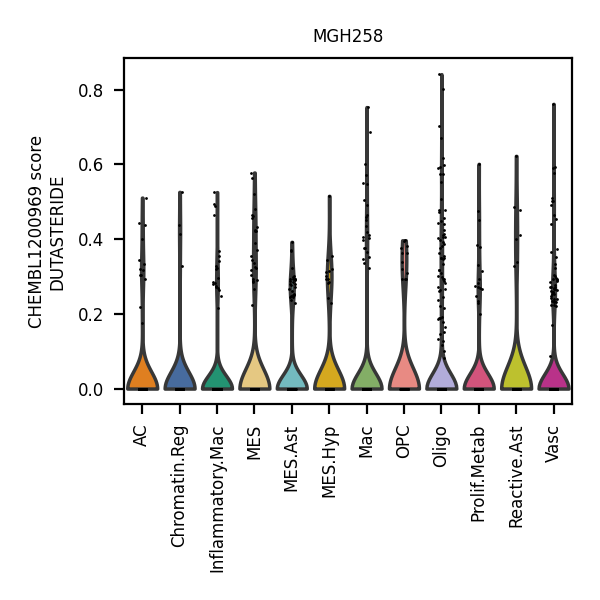 MGH258
CHEMBL1200969 score
DUTASTERIDE
0.8
0.6
0.4
0.2
0.0
AC
Chromatin.Reg
Inflammatory.Mac
MES
MES.Ast
MES.Hyp
Mac
OPC
Oligo
Prolif.Metab
Reactive.Ast
Vasc